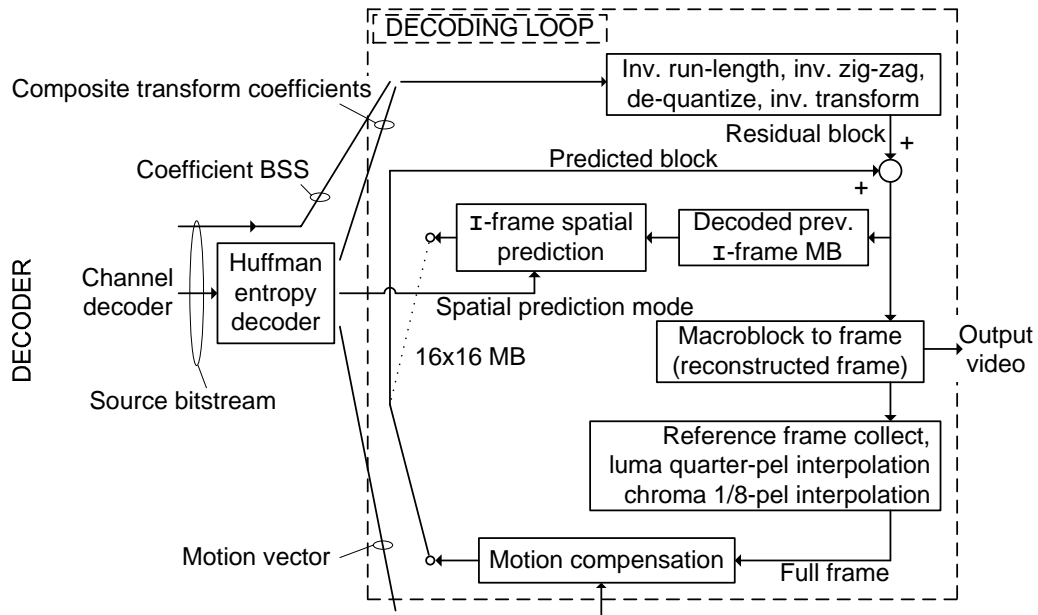 DECODING LOOP
Composite transform coefficients
Inv. run-length, inv. zig-zag,
de-quantize, inv. transform
Residual block
+
Coefficient BSS
Predicted block
+
I-frame spatial
prediction
Decoded prev.
I-frame MB
DECODER
Channel
decoder
Huffman
entropy
decoder
Spatial prediction mode
16x16 MB
Macroblock to frame
(reconstructed frame)
Output
video
Source bitstream
Reference frame collect,
luma quarter-pel interpolation
chroma 1/8-pel interpolation
Motion vector
Motion compensation
Full frame